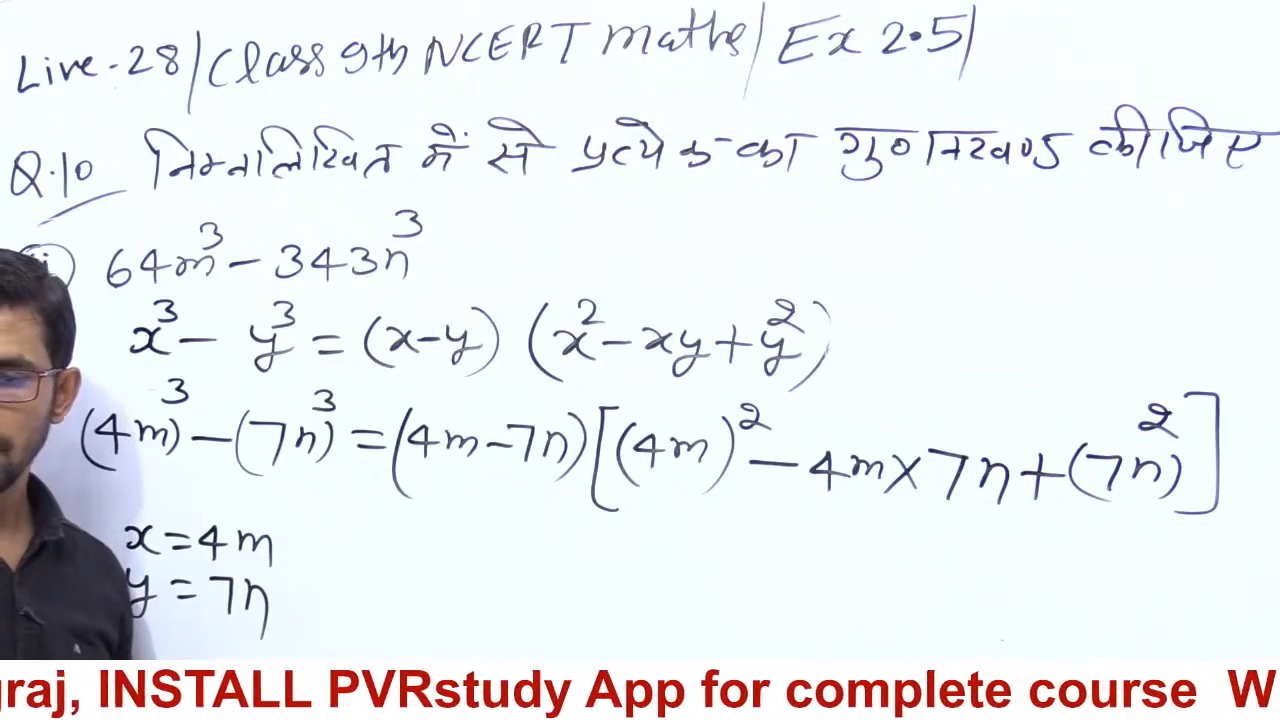 Live-28/Class 9th NCERT maths/Ex 2.5/
Q.10 निम्नलिखित में से प्रत्येक का गुणनखण्ड कीजिए
64m³ - 343n³
x³ - y³ = (x-y) (x² - xy + y²)
(4m)³ - (7n)³ = (4m-7n) [(4m)² - 4m×7n + (7n)²]
x = 4m
y = 7n
graj, INSTALL PVRstudy App for complete course W